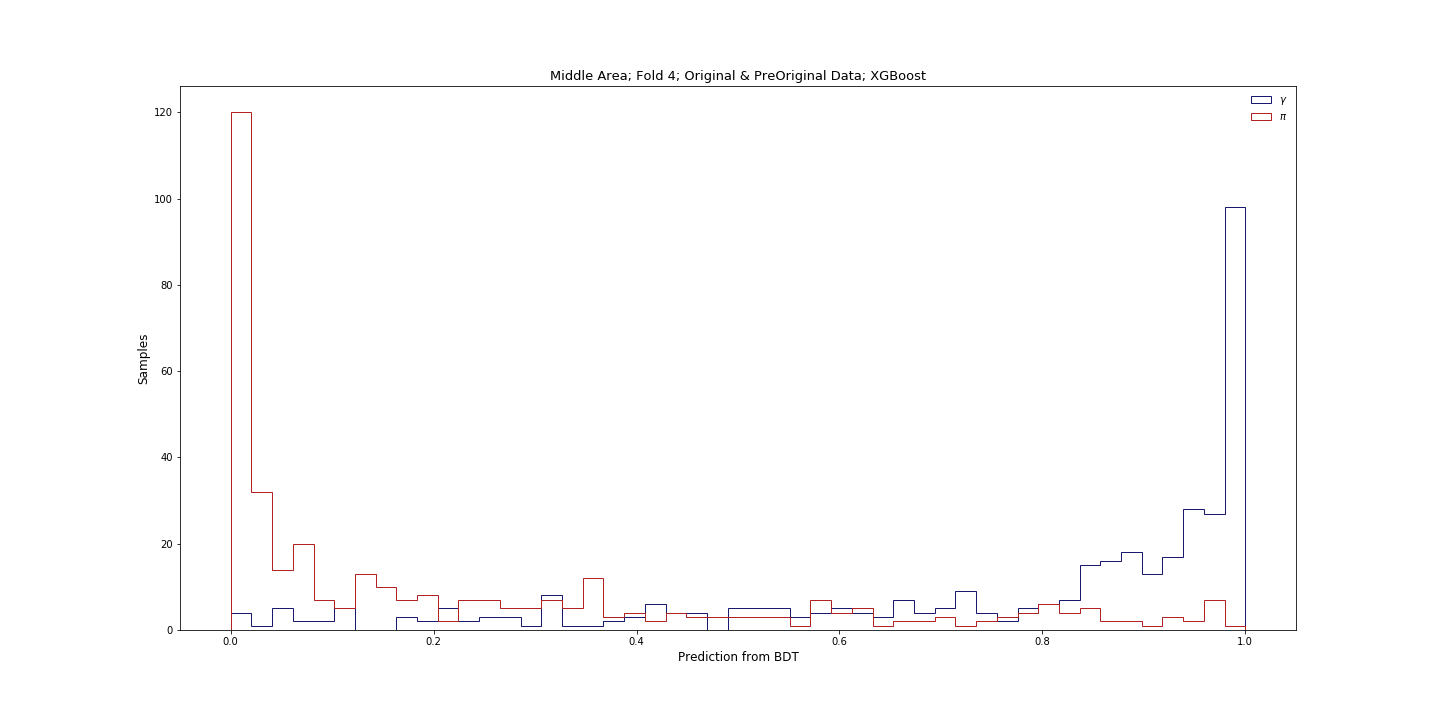 Middle Area; Fold 4; Original & PreOriginal Data; XGBoost
γ
π
120
100
80
60
40
20
0
Samples
0.0 0.2 0.4 0.6 0.8 1.0
Prediction from BDT